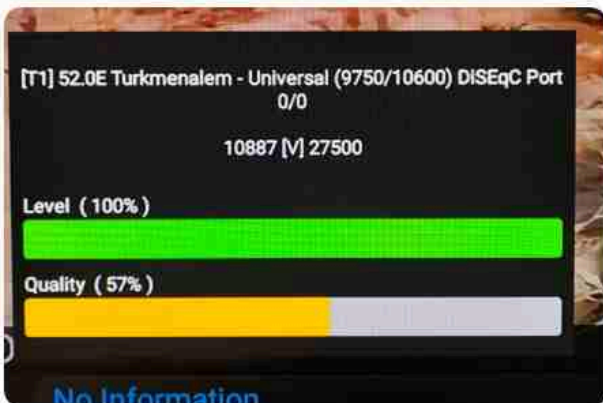 [T1] 52.0E Turkmenalem - Universal (9750/10600) DISEqC Port
0/0
10887 [V] 27500
Level ( 100% )
Quality ( 57% )
No Information